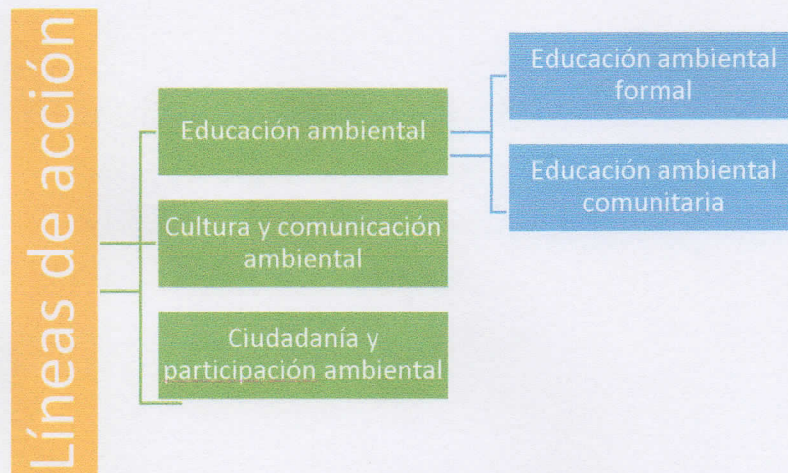 Líneas de acción
Educación ambiental
Cultura y comunicación
ambiental
Ciudadanía y
participación ambiental
Educación ambiental
formal
Educación ambiental
comunitaria